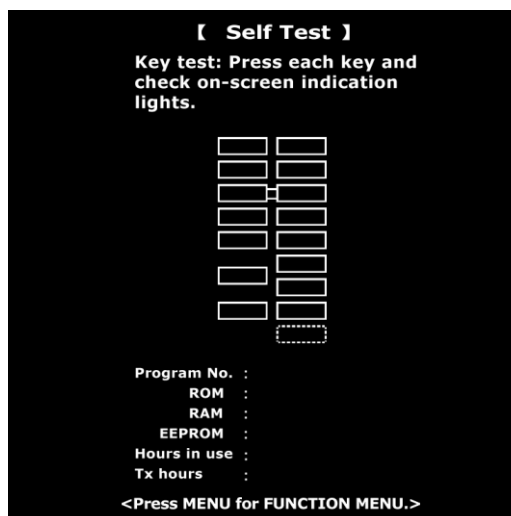 【 Self Test 】
Key test: Press each key and
check on-screen indication
lights.
Program No. :
ROM :
RAM :
EEPROM :
Hours in use :
Tx hours :
<Press MENU for FUNCTION MENU.>